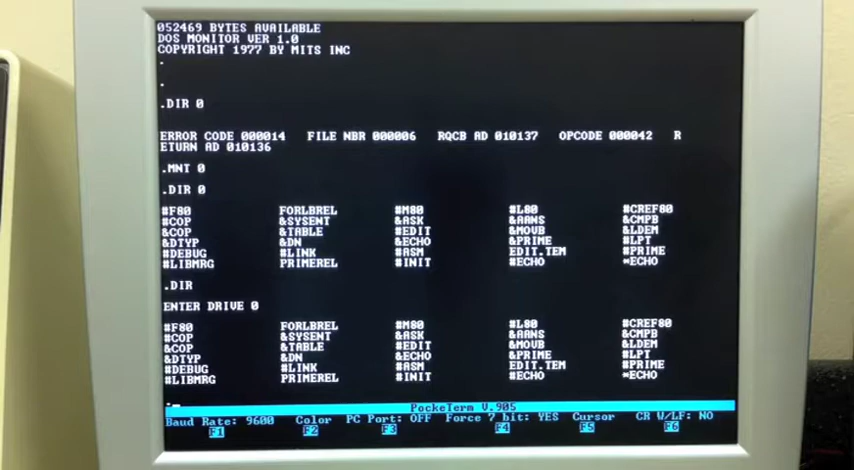 052469 BYTES AVAILABLE
DOS MONITOR VER 1.0
COPYRIGHT 1977 BY MITS INC
.
.
.DIR 0
ERROR CODE 000014 FILE NBR 000006 RQCB AD 010137 OPCODE 000042 R
ETURN AD 010136
.MNT 0
.DIR 0
#F80 FORLBREL #M80 #L80 #CREF80
#COP &SYSENT &ASK &AANS &CMPB
&COP &TABLE #EDIT &MOVB &LDEM
&DTYP &DN &ECHO &PRIME #LPT
#DEBUG #LINK #ASM EDIT.TEM #PRIME
#LIBMRG PRIMEREL #INIT #ECHO *ECHO
.DIR
ENTER DRIVE 0
#F80 FORLBREL #M80 #L80 #CREF80
#COP &SYSENT &ASK &AANS &CMPB
&COP &TABLE #EDIT &MOVB &LDEM
&DTYP &DN &ECHO &PRIME #LPT
#DEBUG #LINK #ASM EDIT.TEM #PRIME
#LIBMRG PRIMEREL #INIT #ECHO *ECHO
._
PockeTerm V.905
Baud Rate: 9600 Color PC Port: OFF Force 7 bit: YES Cursor CR W/LF: NO
F1 F2 F3 F4 F5 F6